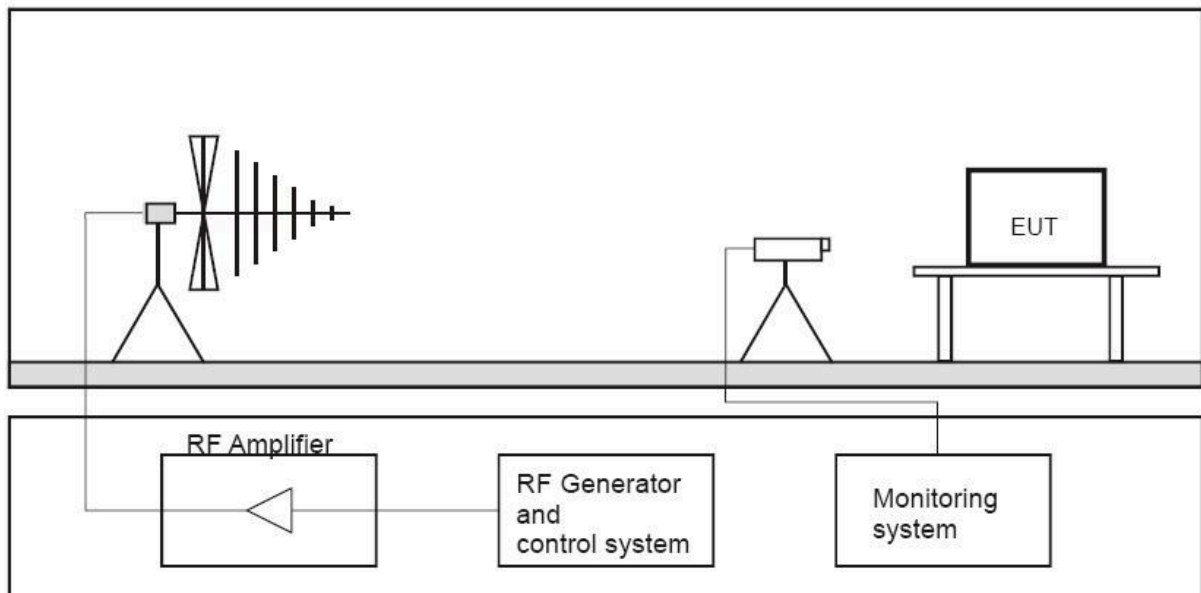 EUT
RF Amplifier
RF Generator
and
control system
Monitoring
system